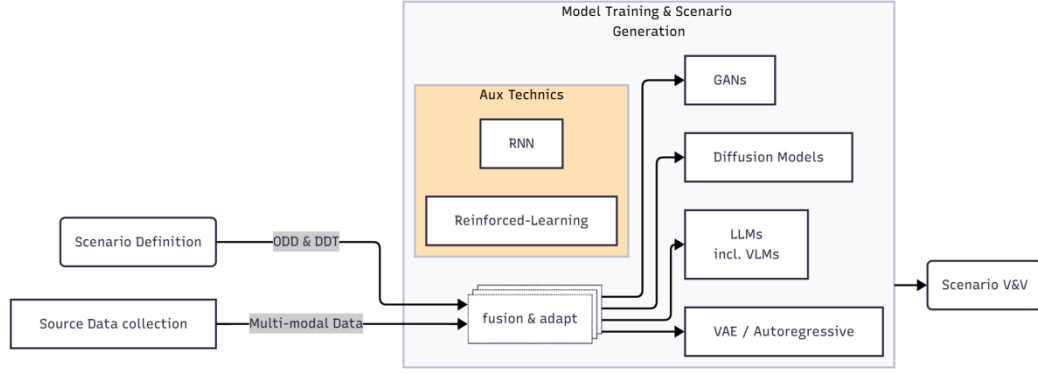 Model Training & Scenario
Generation
GANs
Aux Technics
RNN
Diffusion Models
Reinforced-Learning
LLMs
incl. VLMs
Scenario Definition
ODD & DDT
Scenario V&V
Source Data collection
Multi-modal Data
fusion & adapt
VAE / Autoregressive